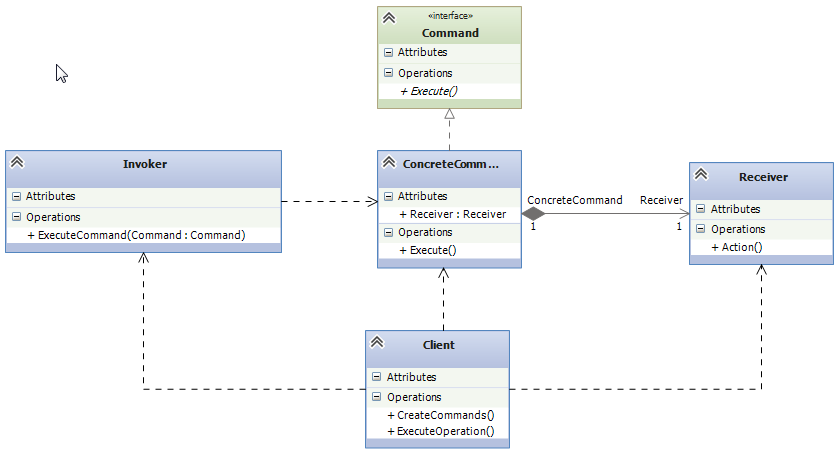 «interface»
Command
Attributes
Operations
+ Execute()
Invoker
Attributes
Operations
+ ExecuteCommand(Command : Command)
ConcreteComm...
Attributes
+ Receiver : Receiver
Operations
+ Execute()
ConcreteCommand
Receiver
1
1
Receiver
Attributes
Operations
+ Action()
Client
Attributes
Operations
+ CreateCommands()
+ ExecuteOperation()